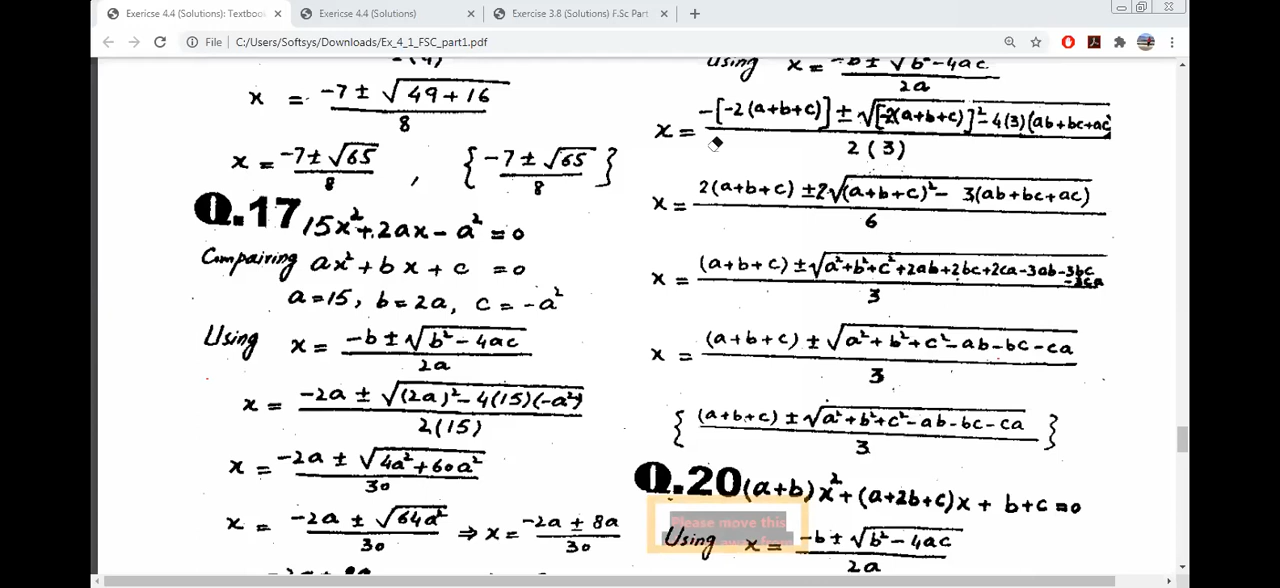 Exericse 4.4 (Solutions): Textboo
Exericse 4.4 (Solutions)
Exercise 3.8 (Solutions) F.Sc Part
File
C:/Users/Softsys/Downloads/Ex_4_1_FSC_part1.pdf
x = -7 ± √49+16 / 8
x = -7±√65 / 8 , { -7±√65 / 8 }
Q.17 15x²+2ax - a² = 0
Compairing ax² + bx + c = 0
a=15, b=2a, c=-a²
Using x = -b ± √b²-4ac / 2a
x = -2a ± √(2a)²-4(15)(-a²) / 2(15)
x = -2a ± √4a²+60a² / 30
x = -2a ± √64a² / 30 ⇒ x = -2a ± 8a / 30
Using x = -b ± √b²-4ac / 2a
x = -[-2(a+b+c)] ± √[-2(a+b+c)]²-4(3)(ab+bc+ac / 2(3)
x = 2(a+b+c) ±2√(a+b+c)² - 3(ab+bc+ac) / 6
x = (a+b+c) ±√a²+b²+c²+2ab+2bc+2ca-3ab-3bc-3ca / 3
x = (a+b+c) ± √a²+b²+c²-ab-bc-ca / 3
{ (a+b+c) ± √a²+b²+c²-ab-bc-ca / 3 }
Q.20 (a+b)x²+(a+2b+c)x + b+c=0
Please move this
Using x = -b ± √b²-4ac / 2a